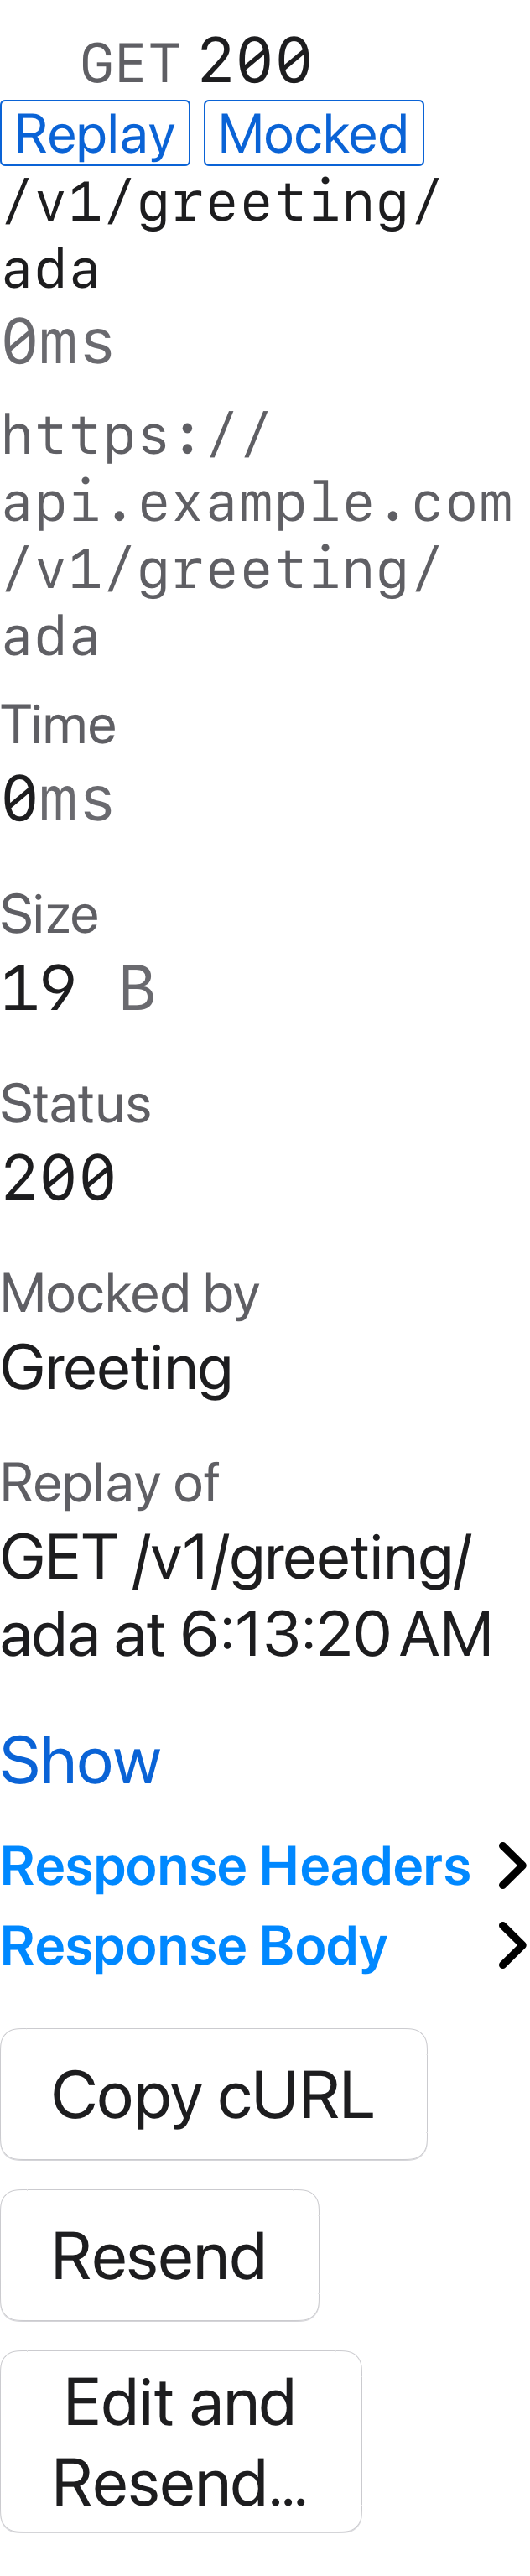 GET 200
Replay Mocked
/v1/greeting/
ada
0ms
https://
api.example.com
/v1/greeting/
ada
Time
0ms
Size
19 B
Status
200
Mocked by
Greeting
Replay of
GET /v1/greeting/
ada at 6:13:20 AM
Show
Response Headers
Response Body
Copy cURL
Resend
Edit and
Resend...